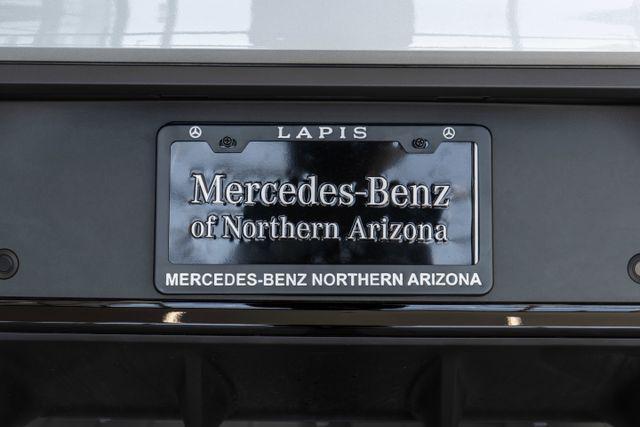 LAPIS
Mercedes-Benz
of Northern Arizona
MERCEDES-BENZ NORTHERN ARIZONA